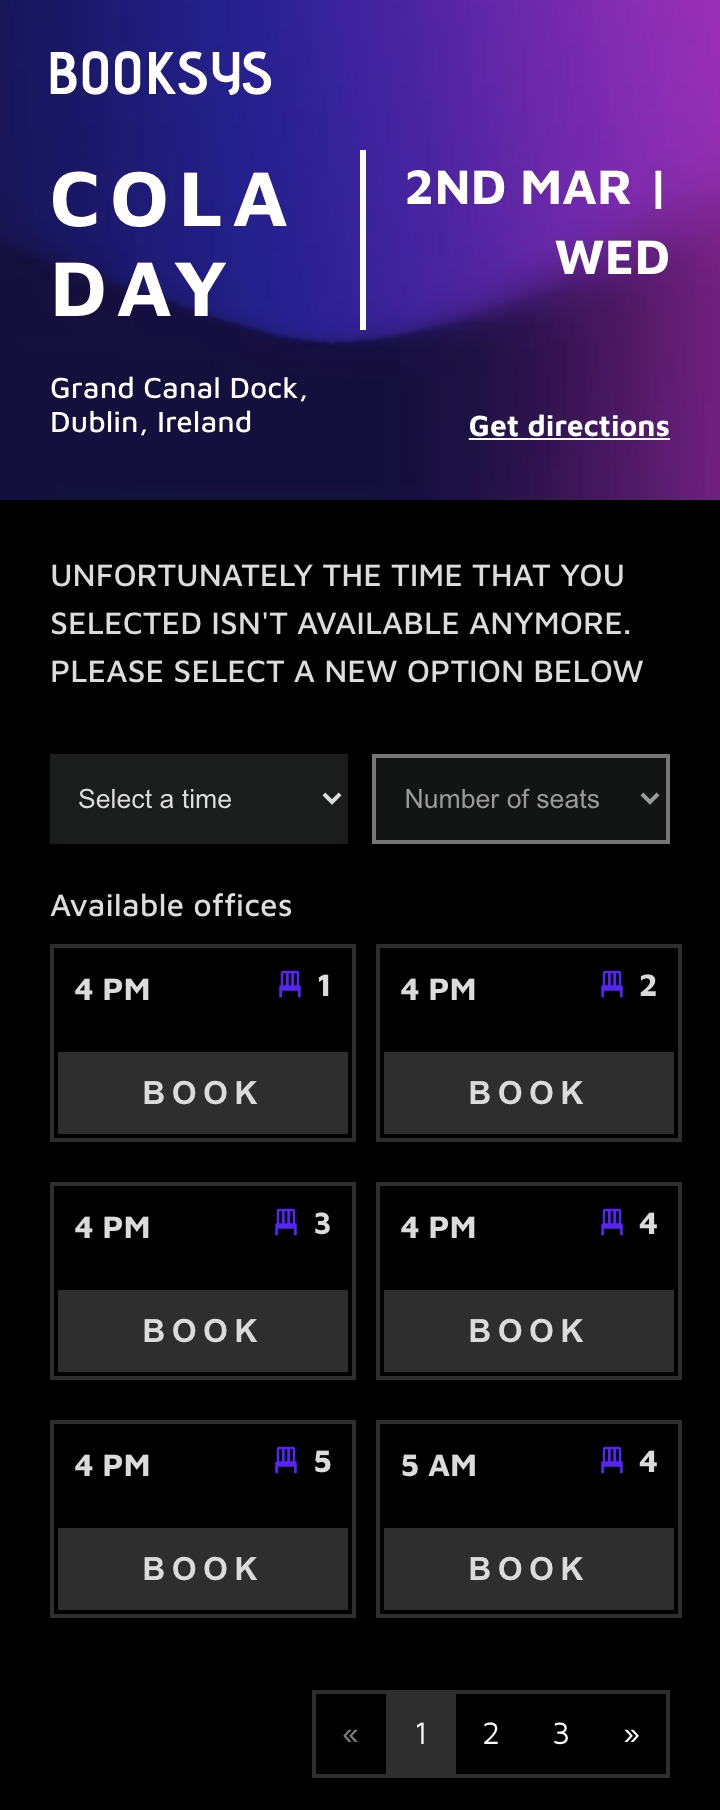 BOOKSYS
COLA
DAY
2ND MAR |
WED
Grand Canal Dock,
Dublin, Ireland
Get directions
UNFORTUNATELY THE TIME THAT YOU
SELECTED ISN'T AVAILABLE ANYMORE.
PLEASE SELECT A NEW OPTION BELOW
Select a time
Number of seats
Available offices
4 PM 1
BOOK
4 PM 2
BOOK
4 PM 3
BOOK
4 PM 4
BOOK
4 PM 5
BOOK
5 AM 4
BOOK
« 1 2 3 »